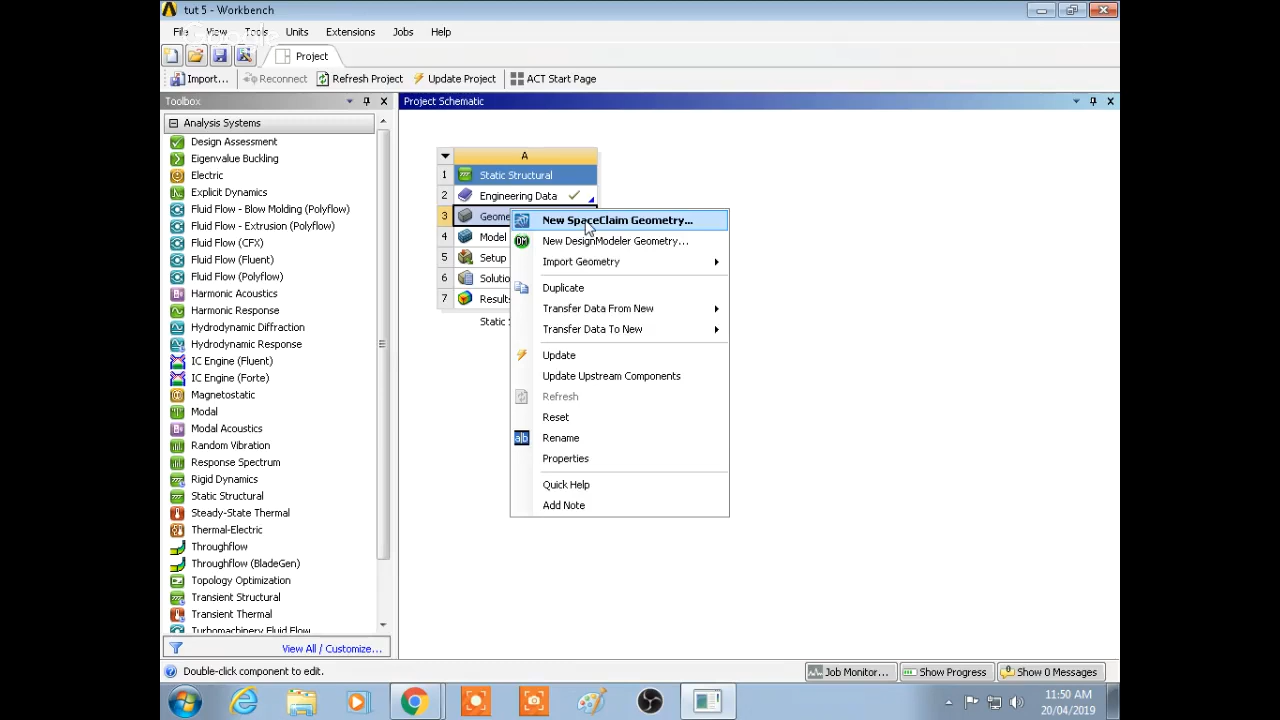 tut 5 - Workbench
File View Tools Units Extensions Jobs Help
Project
Import... Reconnect Refresh Project Update Project ACT Start Page
Toolbox
Project Schematic
Analysis Systems
Design Assessment
Eigenvalue Buckling
Electric
Explicit Dynamics
Fluid Flow - Blow Molding (Polyflow)
Fluid Flow - Extrusion (Polyflow)
Fluid Flow (CFX)
Fluid Flow (Fluent)
Fluid Flow (Polyflow)
Harmonic Acoustics
Harmonic Response
Hydrodynamic Diffraction
Hydrodynamic Response
IC Engine (Fluent)
IC Engine (Forte)
Magnetostatic
Modal
Modal Acoustics
Random Vibration
Response Spectrum
Rigid Dynamics
Static Structural
Steady-State Thermal
Thermal-Electric
Throughflow
Throughflow (BladeGen)
Topology Optimization
Transient Structural
Transient Thermal
Turbomachinery Fluid Flow
View All / Customize...
A
1 Static Structural
2 Engineering Data
3 Geome
4 Model
5 Setup
6 Solutio
7 Results
Static S
New SpaceClaim Geometry...
DM New DesignModeler Geometry...
Import Geometry
Duplicate
Transfer Data From New
Transfer Data To New
Update
Update Upstream Components
Refresh
Reset
a|b Rename
Properties
Quick Help
Add Note
Double-click component to edit.
Job Monitor... Show Progress Show 0 Messages
11:50 AM
20/04/2019